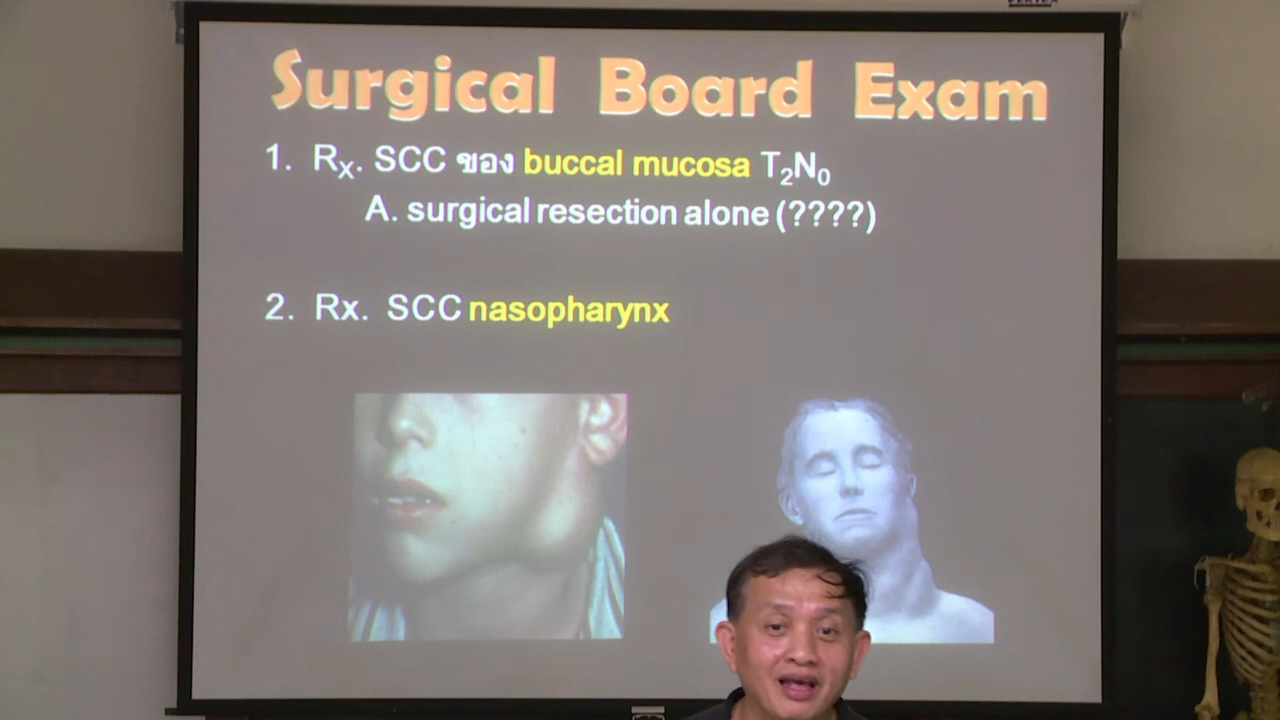 Surgical Board Exam
1. Rx. SCC ของ buccal mucosa T2N0
A. surgical resection alone (????)
2. Rx. SCC nasopharynx